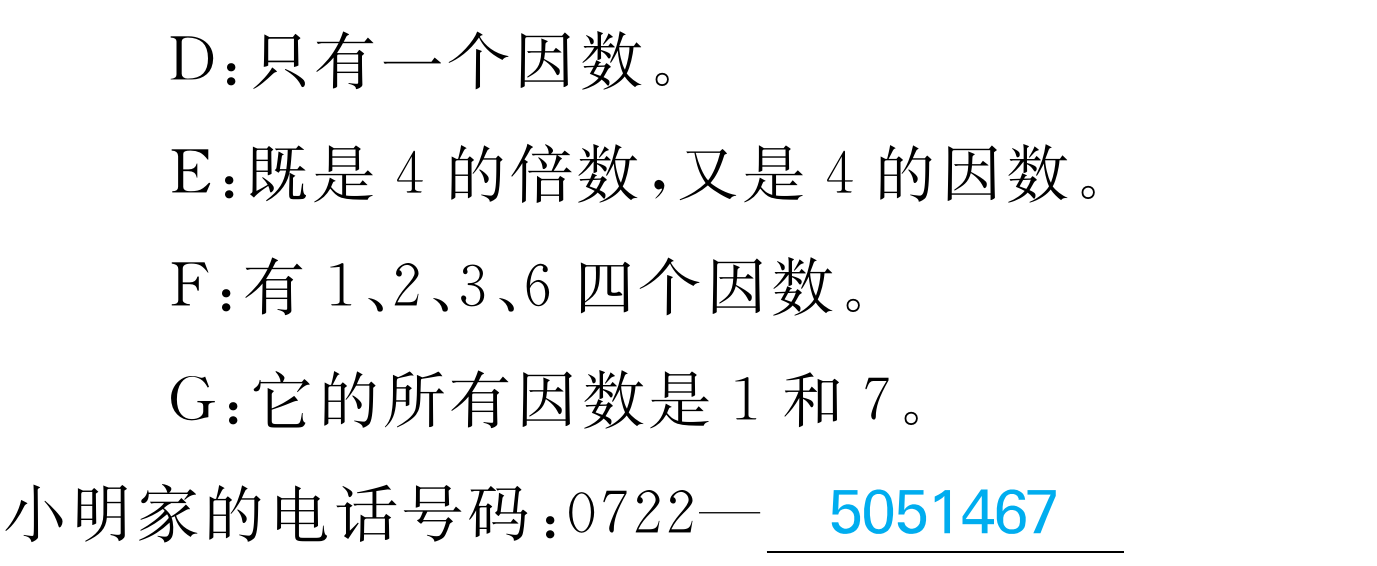 D:只有一个因数。
E:既是 4 的倍数,又是 4 的因数。
F:有 1、2、3、6 四个因数。
G:它的所有因数是 1 和 7。
小明家的电话号码:0722— 5051467